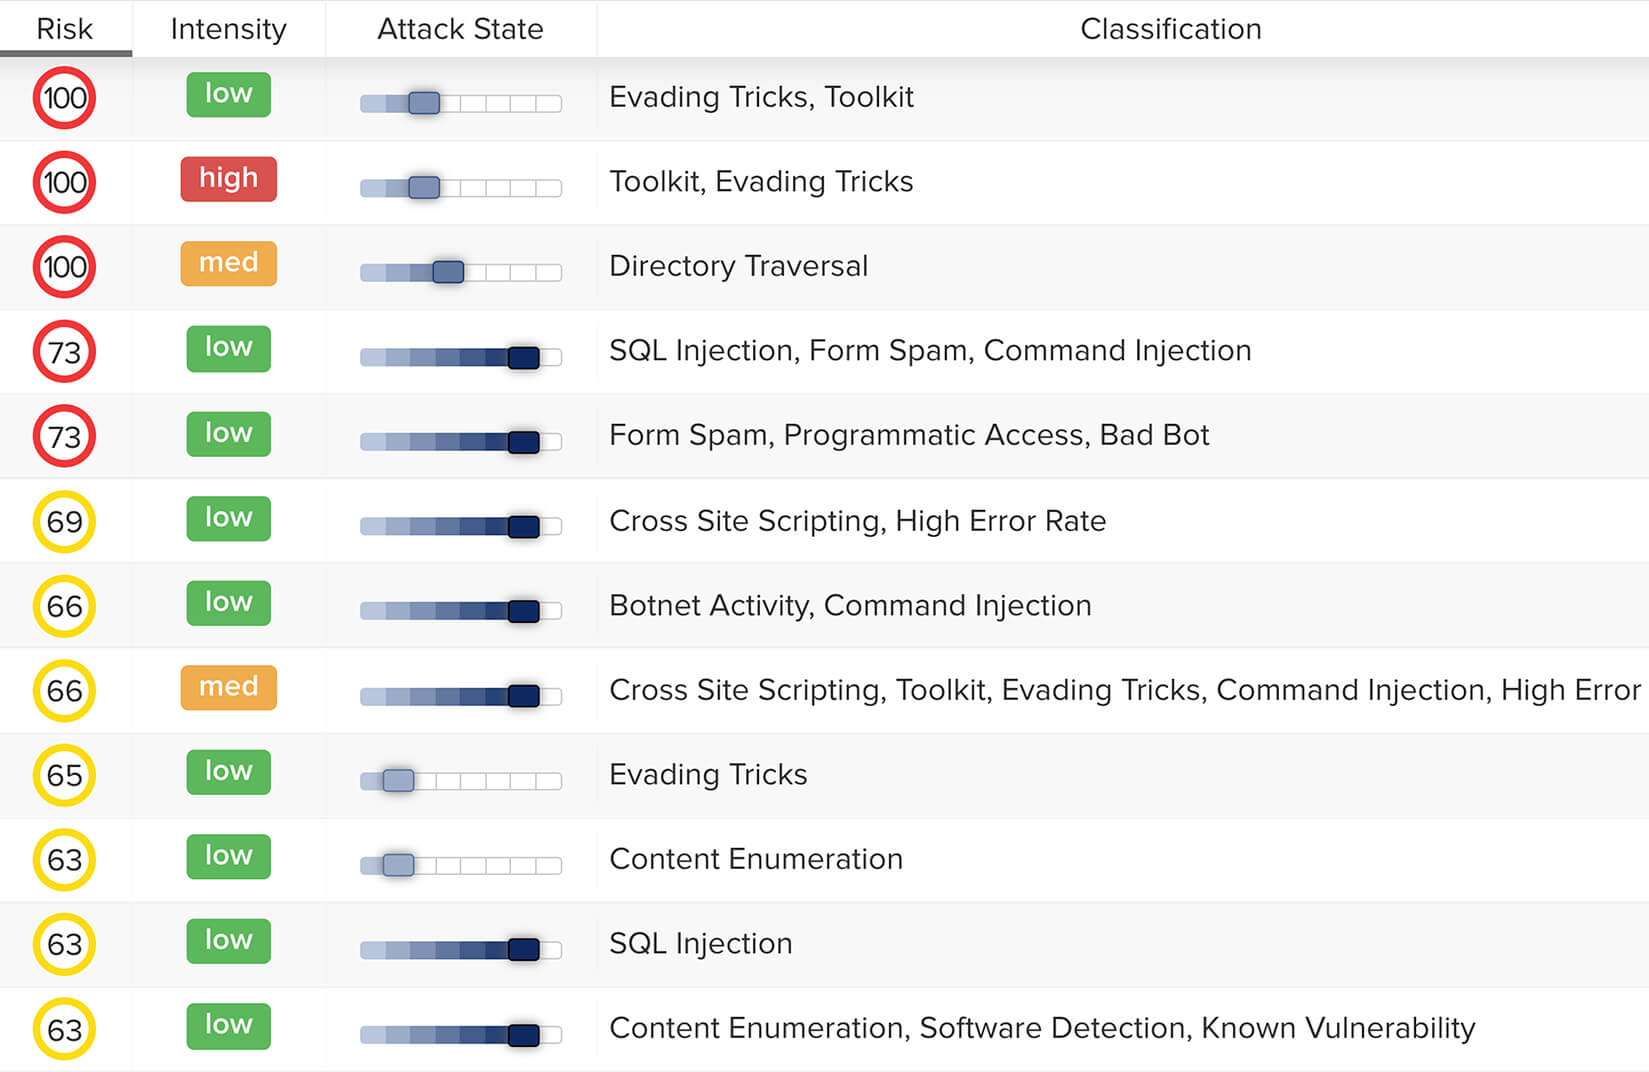 Risk Intensity Attack State Classification
100 low Evading Tricks, Toolkit
100 high Toolkit, Evading Tricks
100 med Directory Traversal
73 low SQL Injection, Form Spam, Command Injection
73 low Form Spam, Programmatic Access, Bad Bot
69 low Cross Site Scripting, High Error Rate
66 low Botnet Activity, Command Injection
66 med Cross Site Scripting, Toolkit, Evading Tricks, Command Injection, High Error
65 low Evading Tricks
63 low Content Enumeration
63 low SQL Injection
63 low Content Enumeration, Software Detection, Known Vulnerability